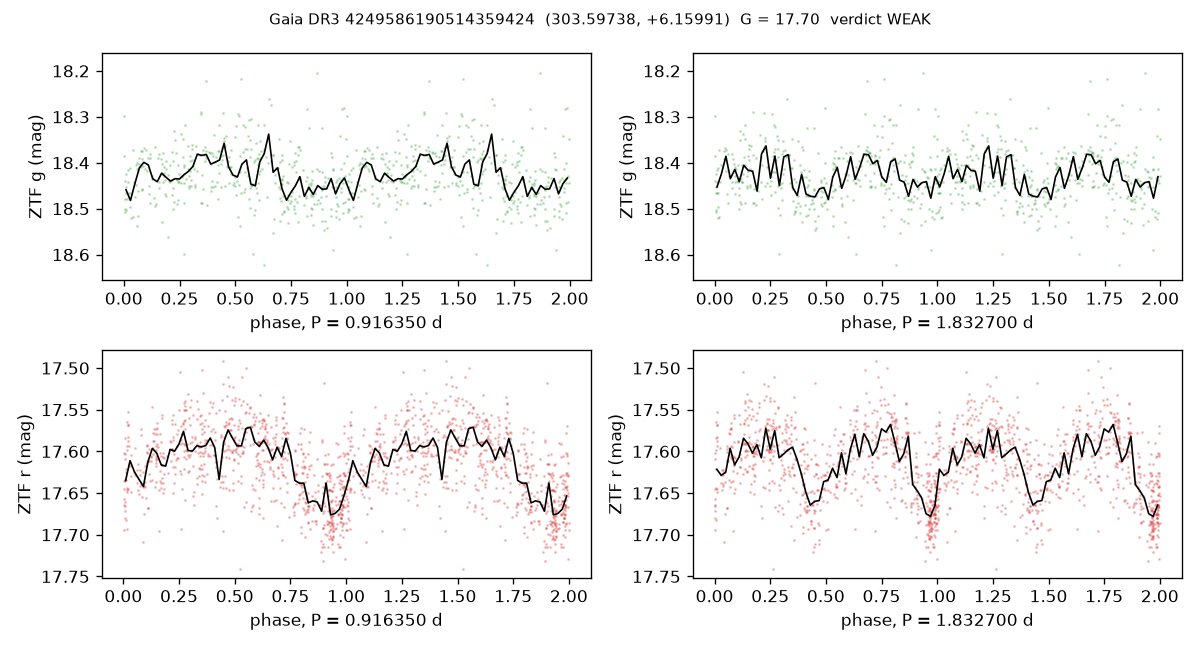 Gaia DR3 4249586190514359424 (303.59738, +6.15991) G = 17.70 verdict WEAK
ZTF g (mag)
18.2
18.3
18.4
18.5
18.6
0.00 0.25 0.50 0.75 1.00 1.25 1.50 1.75 2.00
phase, P = 0.916350 d
ZTF g (mag)
18.2
18.3
18.4
18.5
18.6
0.00 0.25 0.50 0.75 1.00 1.25 1.50 1.75 2.00
phase, P = 1.832700 d
ZTF r (mag)
17.50
17.55
17.60
17.65
17.70
17.75
0.00 0.25 0.50 0.75 1.00 1.25 1.50 1.75 2.00
phase, P = 0.916350 d
ZTF r (mag)
17.50
17.55
17.60
17.65
17.70
17.75
0.00 0.25 0.50 0.75 1.00 1.25 1.50 1.75 2.00
phase, P = 1.832700 d